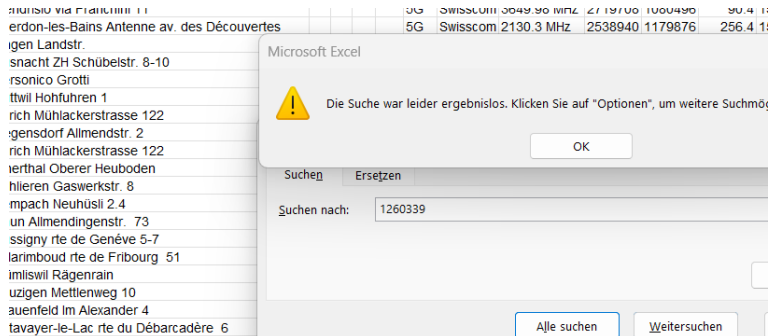 endrisio via Franchini 11 5G Swisscom 3649.98 MHz 2719708 1080496 90.4
erdon-les-Bains Antenne av. des Découvertes 5G Swisscom 2130.3 MHz 2538940 1179876 256.4
gen Landstr.
snacht ZH Schübelstr. 8-10
ersonico Grotti
ttwil Hohfuhren 1
rich Mühlackerstrasse 122
egensdorf Allmendstr. 2
rich Mühlackerstrasse 122
nerthal Oberer Heuboden
hlieren Gaswerkstr. 8
mpach Neuhüsli 2.4
un Allmendingenstr. 73
ssigny rte de Genéve 5-7
larimboud rte de Fribourg 51
ümliswil Rägenrain
uzigen Mettlenweg 10
auenfeld Im Alexander 4
tavayer-le-Lac rte du Débarcadère 6
Microsoft Excel
Die Suche war leider ergebnislos. Klicken Sie auf "Optionen", um weitere Suchmög
OK
Suchen Ersetzen
Suchen nach: 1260339
Alle suchen Weitersuchen